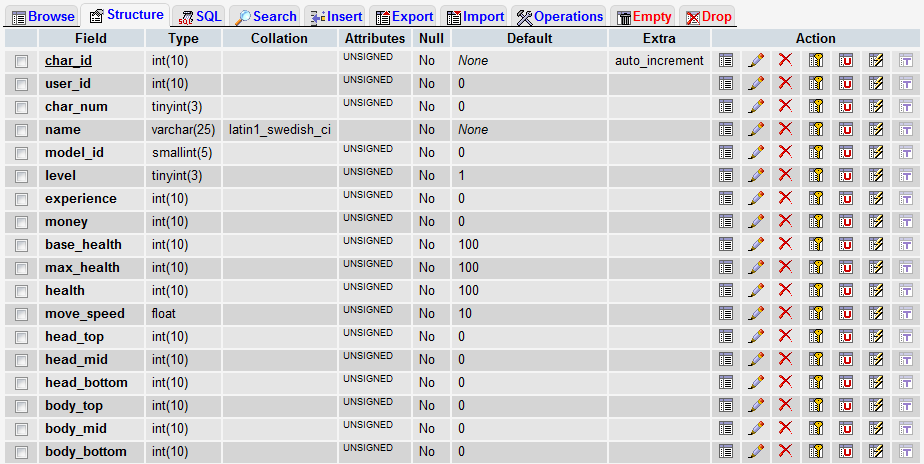 Browse Structure SQL Search Insert Export Import Operations Empty Drop
Field Type Collation Attributes Null Default Extra Action
char_id int(10) UNSIGNED No None auto_increment
user_id int(10) UNSIGNED No 0
char_num tinyint(3) UNSIGNED No 0
name varchar(25) latin1_swedish_ci No None
model_id smallint(5) UNSIGNED No 0
level tinyint(3) UNSIGNED No 1
experience int(10) UNSIGNED No 0
money int(10) UNSIGNED No 0
base_health int(10) UNSIGNED No 100
max_health int(10) UNSIGNED No 100
health int(10) UNSIGNED No 100
move_speed float UNSIGNED No 10
head_top int(10) UNSIGNED No 0
head_mid int(10) UNSIGNED No 0
head_bottom int(10) UNSIGNED No 0
body_top int(10) UNSIGNED No 0
body_mid int(10) UNSIGNED No 0
body_bottom int(10) UNSIGNED No 0